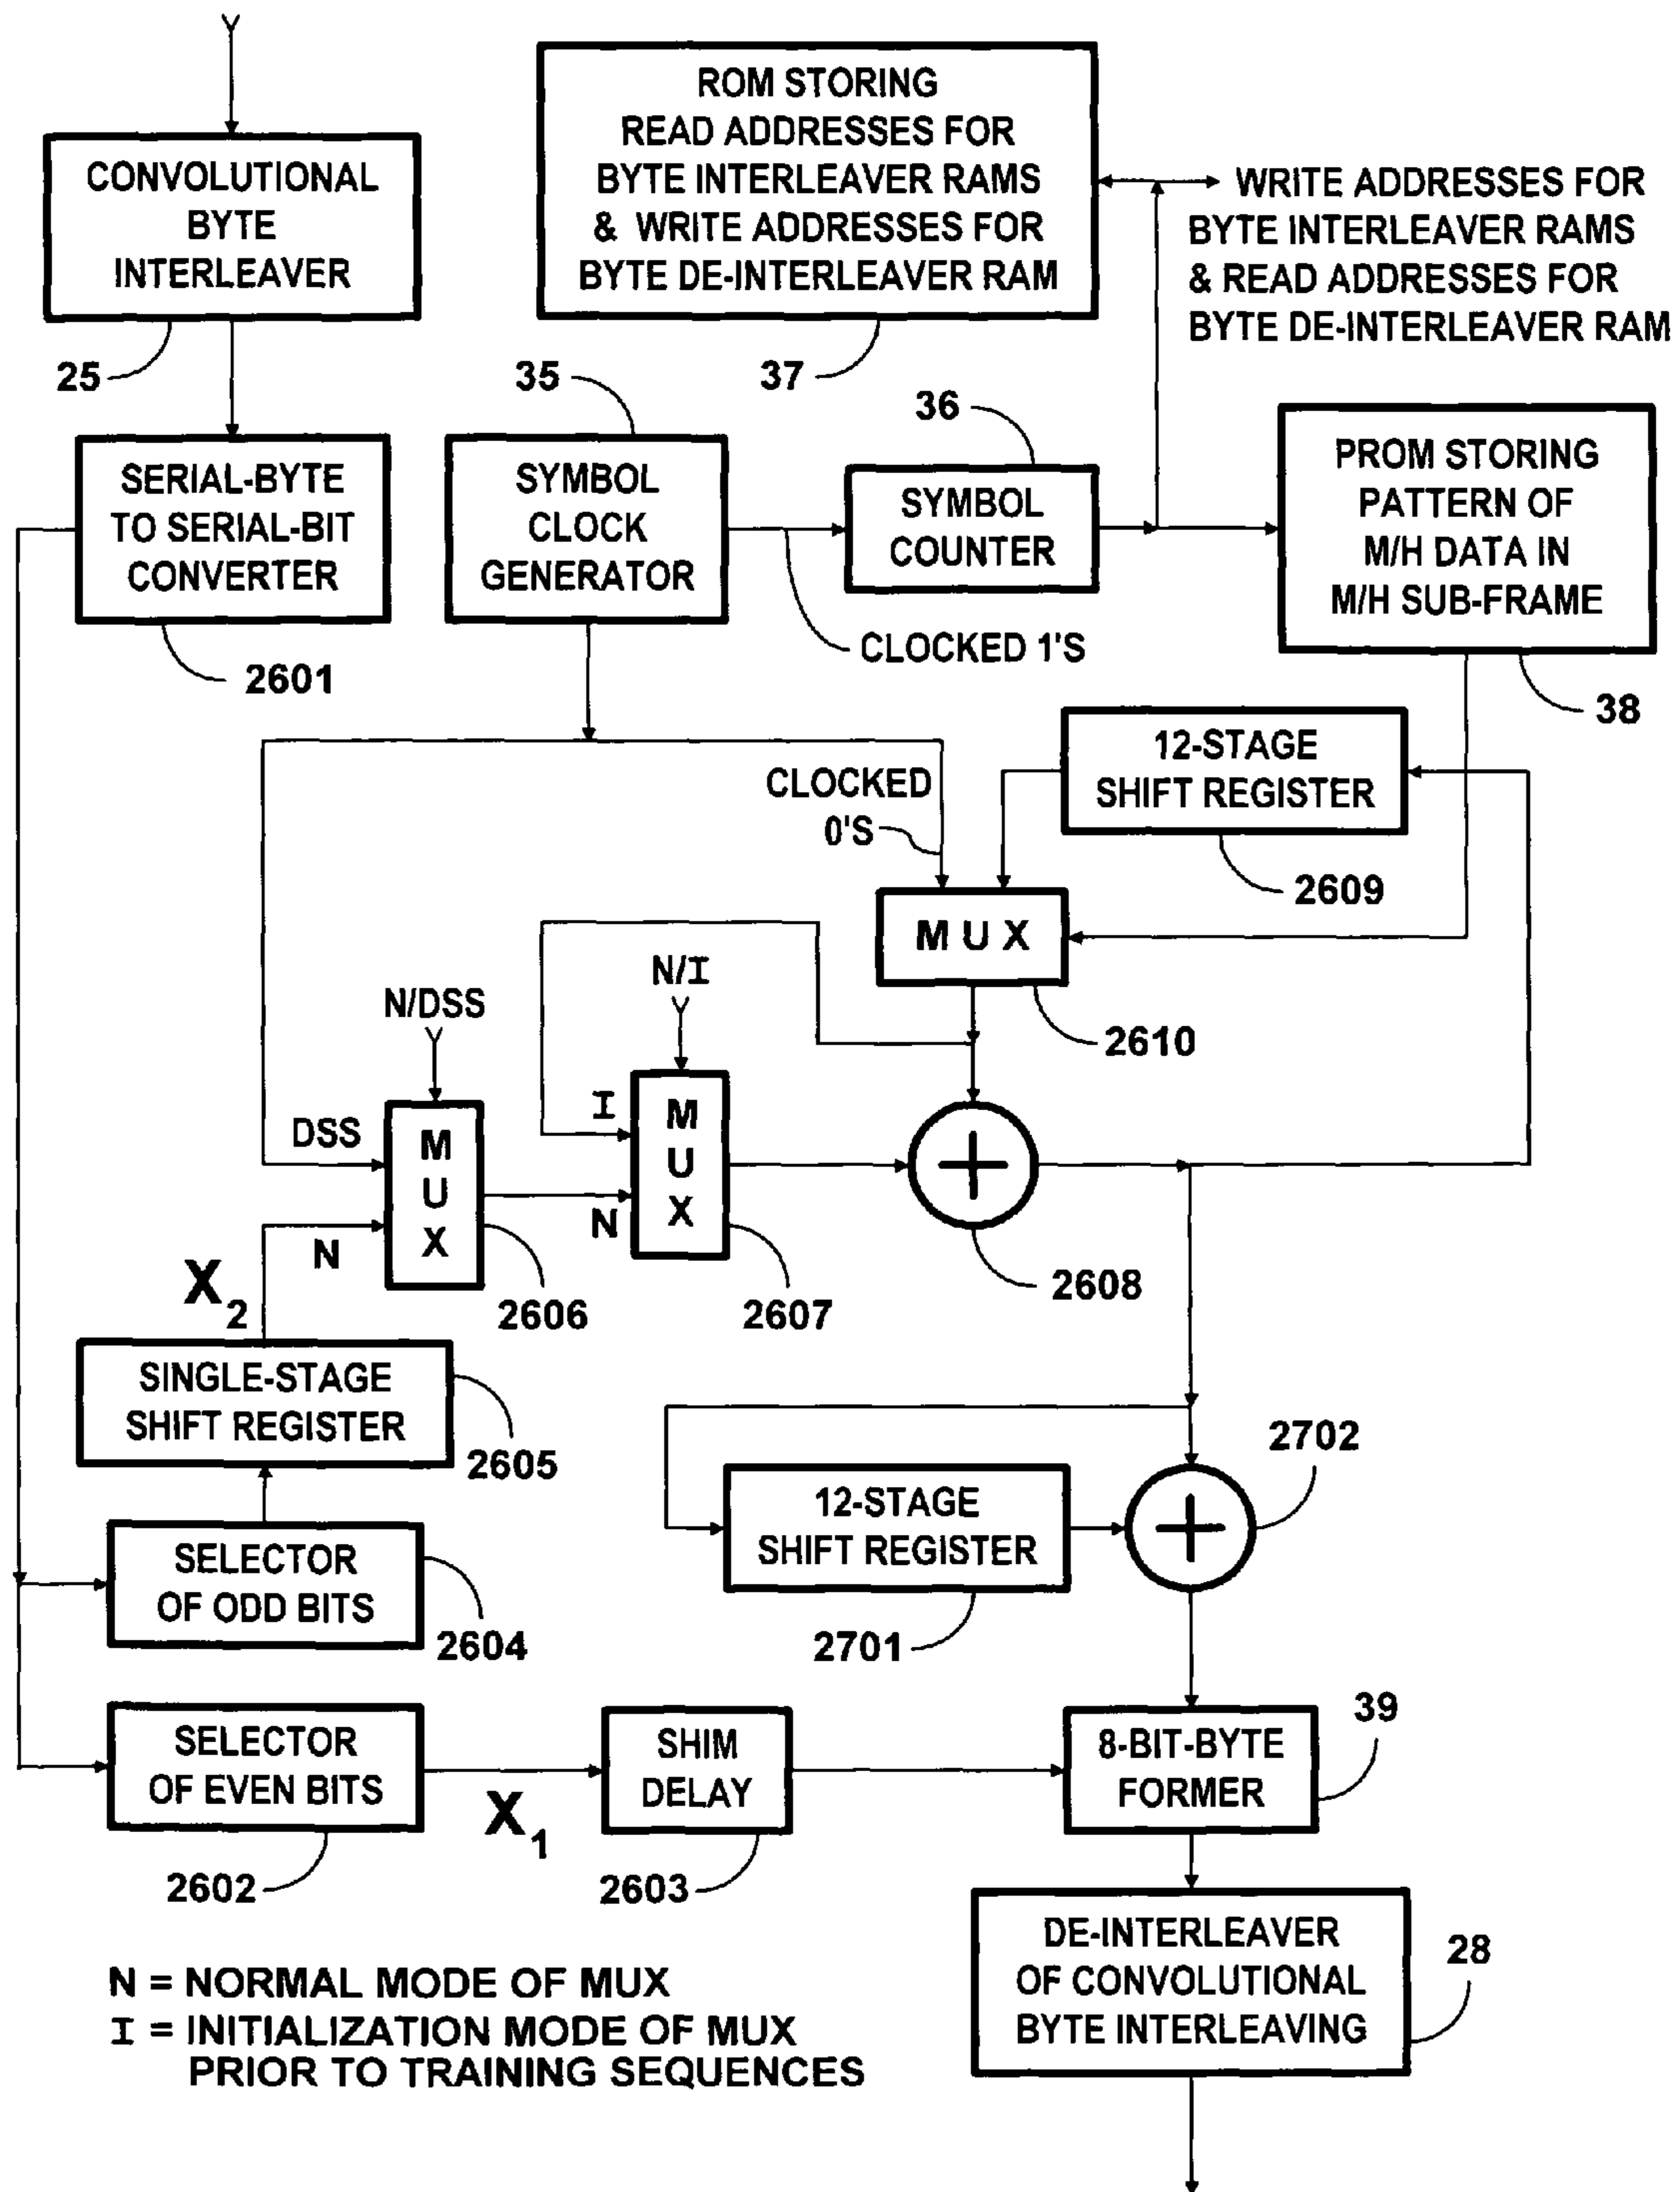 CONVOLUTIONAL
BYTE
INTERLEAVER
25
ROM STORING
READ ADDRESSES FOR
BYTE INTERLEAVER RAMS
& WRITE ADDRESSES FOR
BYTE DE-INTERLEAVER RAM
37
WRITE ADDRESSES FOR
BYTE INTERLEAVER RAMS
& READ ADDRESSES FOR
BYTE DE-INTERLEAVER RAM
SERIAL-BYTE
TO SERIAL-BIT
CONVERTER
2601
35
SYMBOL
CLOCK
GENERATOR
36
SYMBOL
COUNTER
CLOCKED 1'S
PROM STORING
PATTERN OF
M/H DATA IN
M/H SUB-FRAME
38
12-STAGE
SHIFT REGISTER
2609
CLOCKED
0'S
MUX
2610
N/DSS
N/I
DSS
N
MUX
2606
I
N
MUX
2607
2608
X2
SINGLE-STAGE
SHIFT REGISTER
2605
SELECTOR
OF ODD BITS
2604
12-STAGE
SHIFT REGISTER
2701
2702
SELECTOR
OF EVEN BITS
2602
X1
SHIM
DELAY
2603
8-BIT-BYTE
FORMER
39
DE-INTERLEAVER
OF CONVOLUTIONAL
BYTE INTERLEAVING
28
N = NORMAL MODE OF MUX
I = INITIALIZATION MODE OF MUX
PRIOR TO TRAINING SEQUENCES